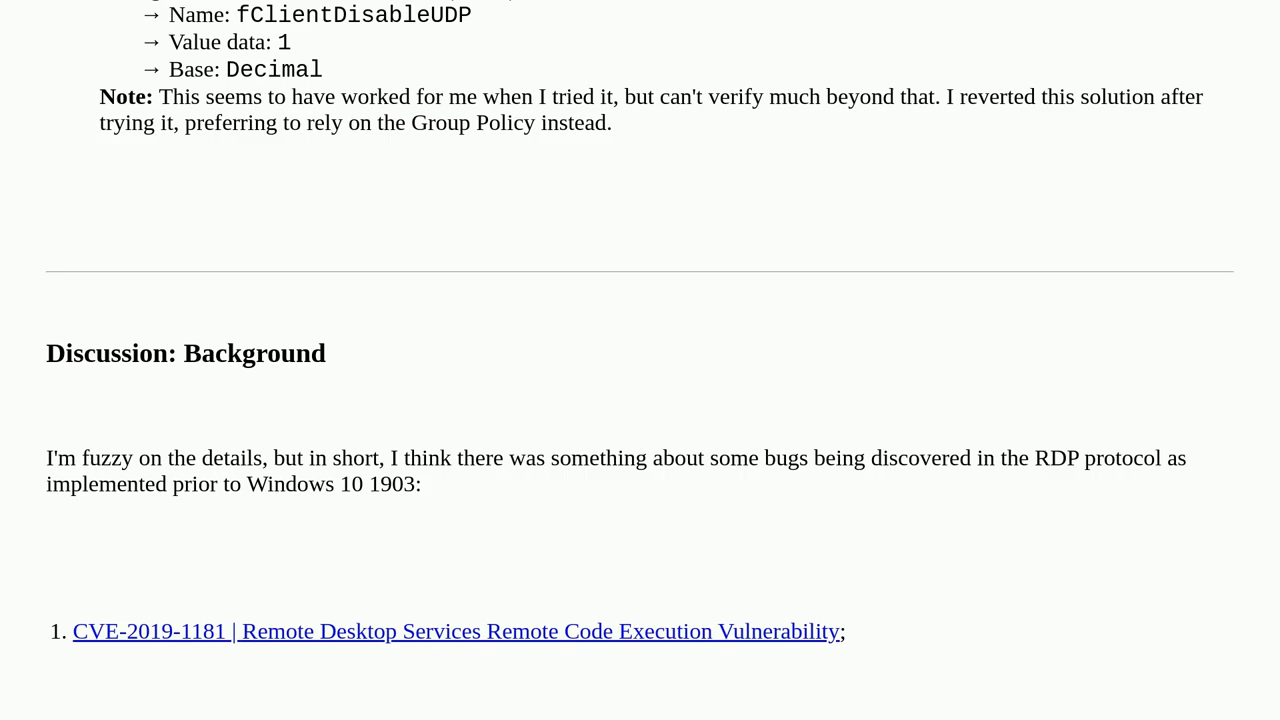 → Name: fClientDisableUDP
→ Value data: 1
→ Base: Decimal
Note: This seems to have worked for me when I tried it, but can't verify much beyond that. I reverted this solution after
trying it, preferring to rely on the Group Policy instead.
Discussion: Background
I'm fuzzy on the details, but in short, I think there was something about some bugs being discovered in the RDP protocol as
implemented prior to Windows 10 1903:
1. CVE-2019-1181 | Remote Desktop Services Remote Code Execution Vulnerability;